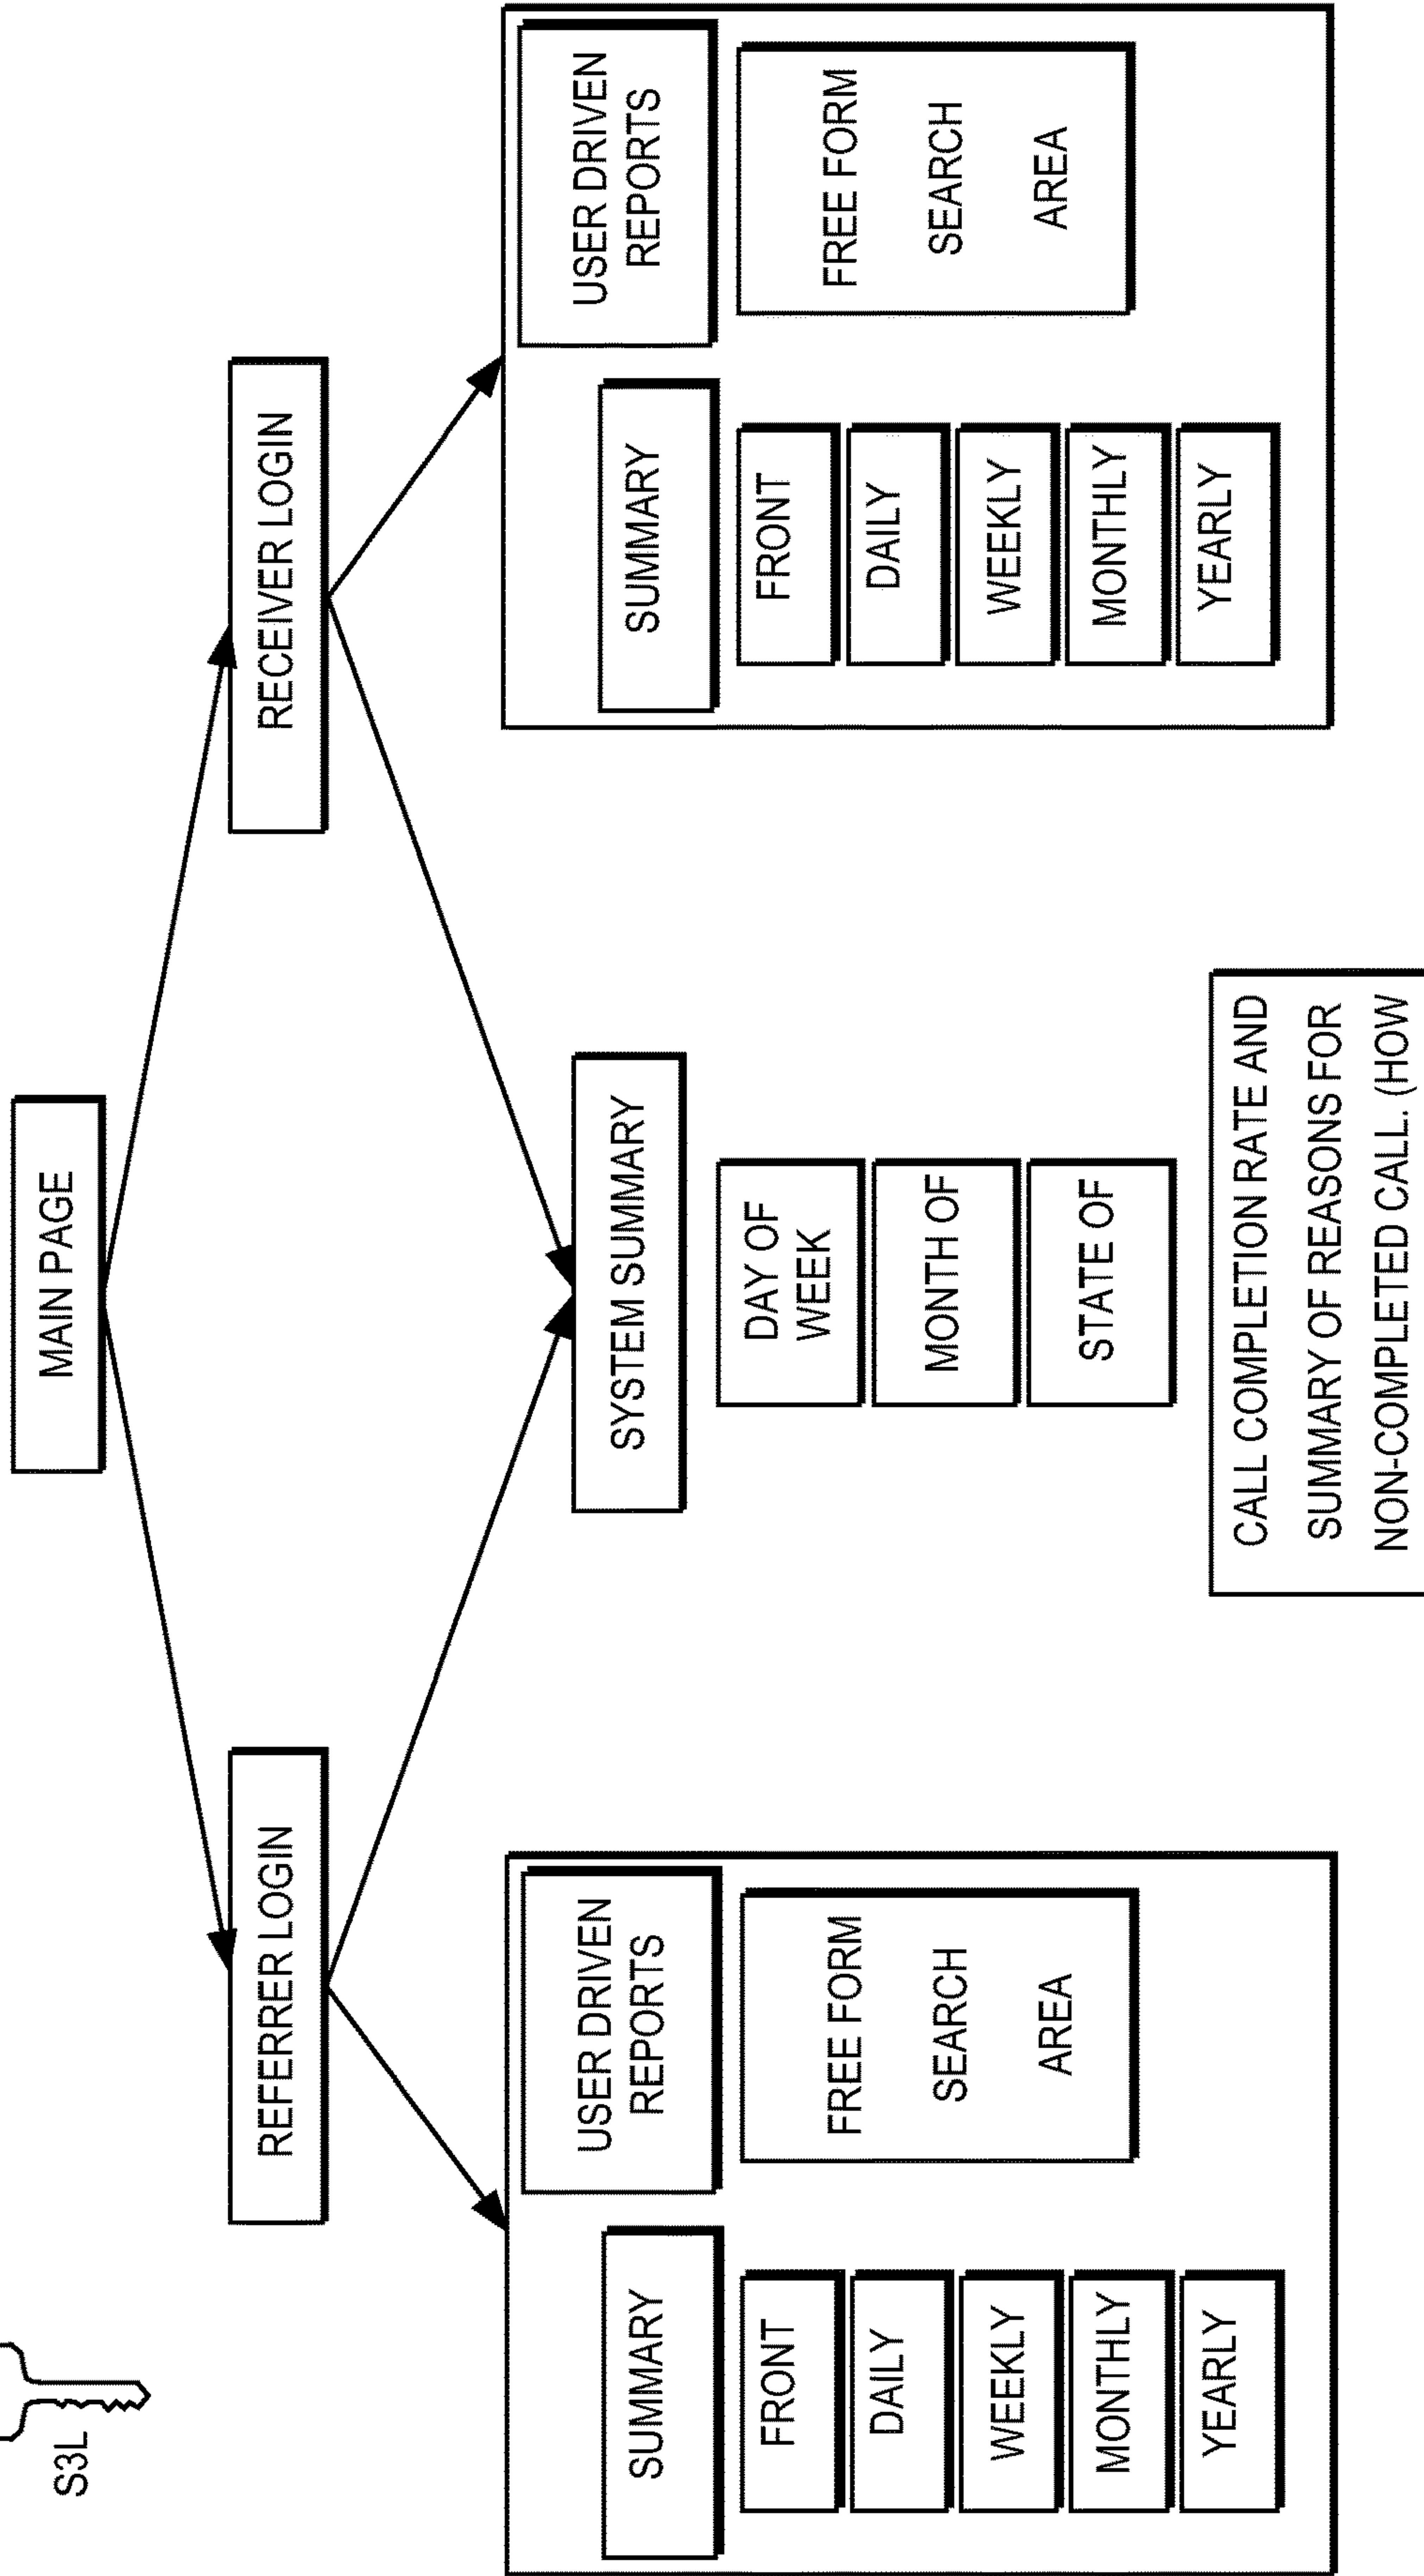 S3L
MAIN PAGE
REFERRER LOGIN
RECEIVER LOGIN
SUMMARY
FRONT
DAILY
WEEKLY
MONTHLY
YEARLY
USER DRIVEN
REPORTS
FREE FORM
SEARCH
AREA
SYSTEM SUMMARY
DAY OF
WEEK
MONTH OF
STATE OF
CALL COMPLETION RATE AND
SUMMARY OF REASONS FOR
NON-COMPLETED CALL. (HOW
SUMMARY
FRONT
DAILY
WEEKLY
MONTHLY
YEARLY
USER DRIVEN
REPORTS
FREE FORM
SEARCH
AREA